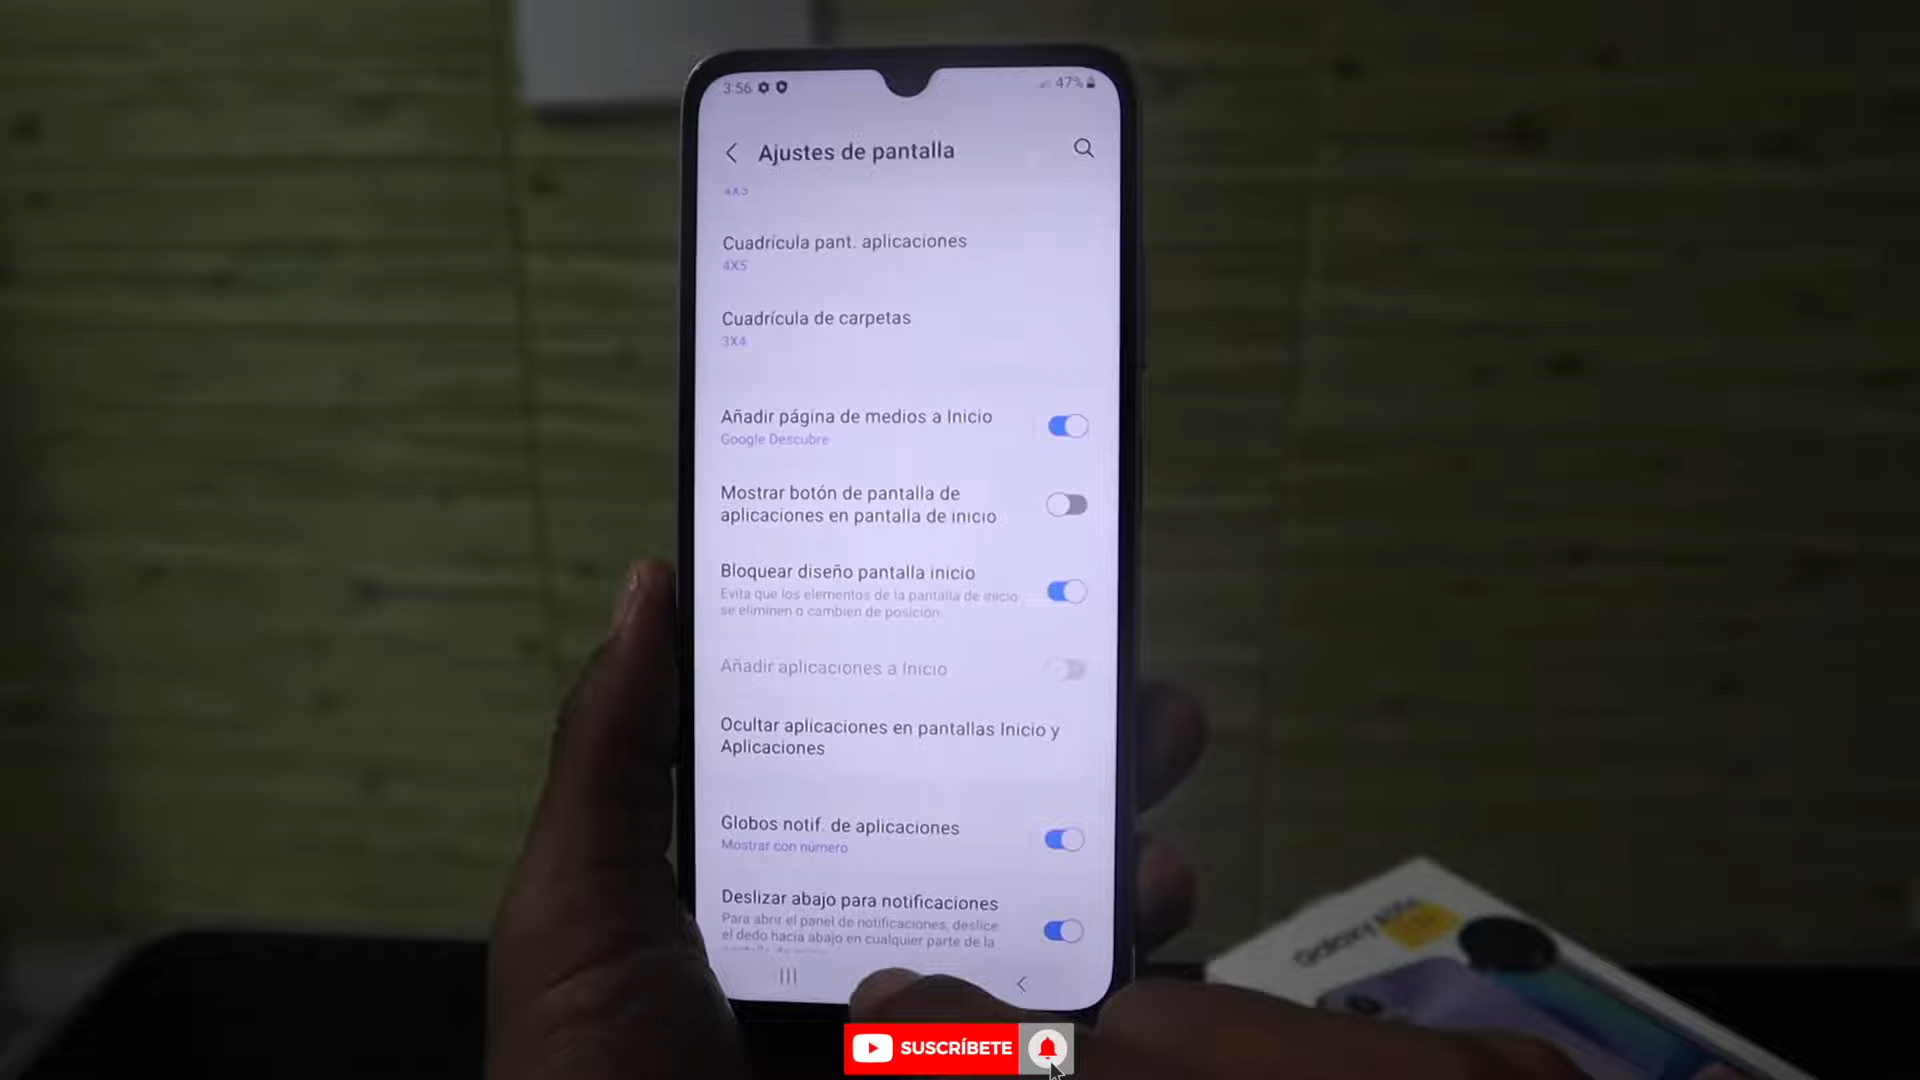 3:56
47%
Ajustes de pantalla
Cuadrícula pant. aplicaciones
4X5
Cuadrícula de carpetas
3X4
Añadir página de medios a Inicio
Google Descubre
Mostrar botón de pantalla de
aplicaciones en pantalla de inicio
Bloquear diseño pantalla inicio
Evita que los elementos de la pantalla de inicio
se eliminen o cambien de posición.
Añadir aplicaciones a Inicio
Ocultar aplicaciones en pantallas Inicio y
Aplicaciones
Globos notif. de aplicaciones
Mostrar con número
Deslizar abajo para notificaciones
Para abrir el panel de notificaciones, deslice
el dedo hacia abajo en cualquier parte de la
Galaxy
SUSCRÍBETE